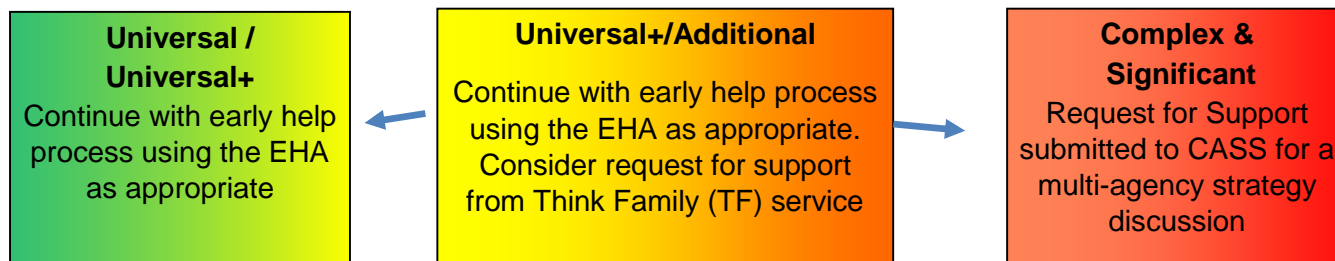 Universal /
Universal+
Continue with early help
process using the EHA
as appropriate
Universal+/Additional
Continue with early help process
using the EHA as appropriate.
Consider request for support
from Think Family (TF) service
Complex &
Significant
Request for Support
submitted to CASS for a
multi-agency strategy
discussion